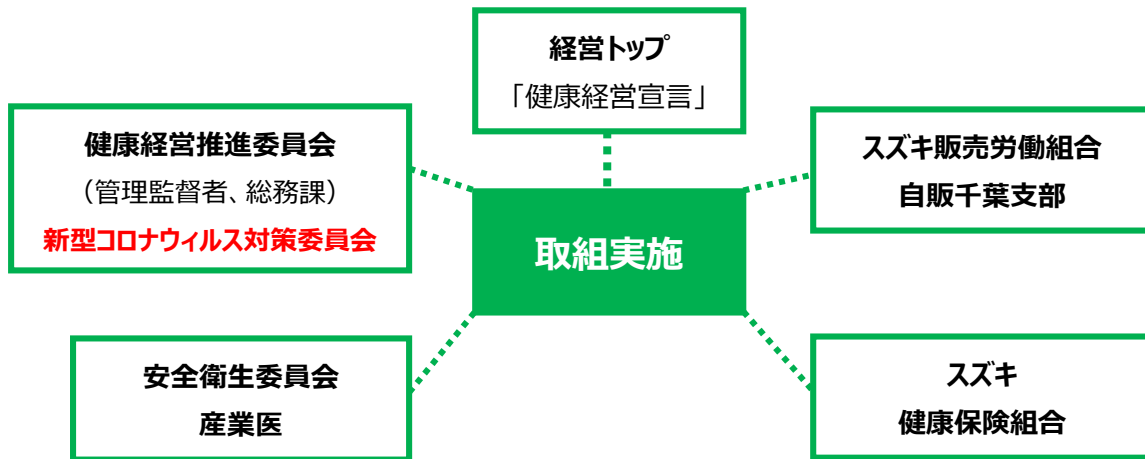 経営トップ
「健康経営宣言」
健康経営推進委員会
（管理監督者、総務課）
新型コロナウィルス対策委員会
スズキ販売労働組合
自販千葉支部
取組実施
安全衛生委員会
産業医
スズキ
健康保険組合